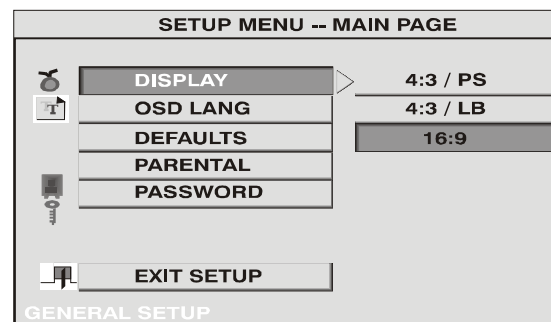 SETUP MENU -- MAIN PAGE
DISPLAY
4:3 / PS
OSD LANG
4:3 / LB
DEFAULTS
16:9
PARENTAL
PASSWORD
EXIT SETUP
GENERAL SETUP